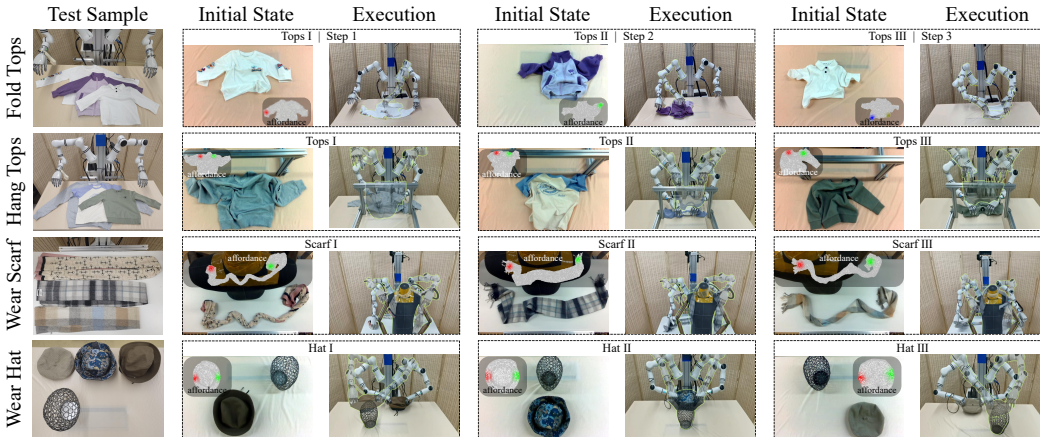 Test Sample Initial State Execution Initial State Execution Initial State Execution
Fold Tops
Tops I | Step 1
Tops II | Step 2
Tops III | Step 3
affordance
affordance
affordance
Hang Tops
Tops I
Tops II
Tops III
affordance
affordance
affordance
Wear Scarf
Scarf I
Scarf II
Scarf III
affordance
affordance
affordance
Wear Hat
Hat I
Hat II
Hat III
affordance
affordance
affordance